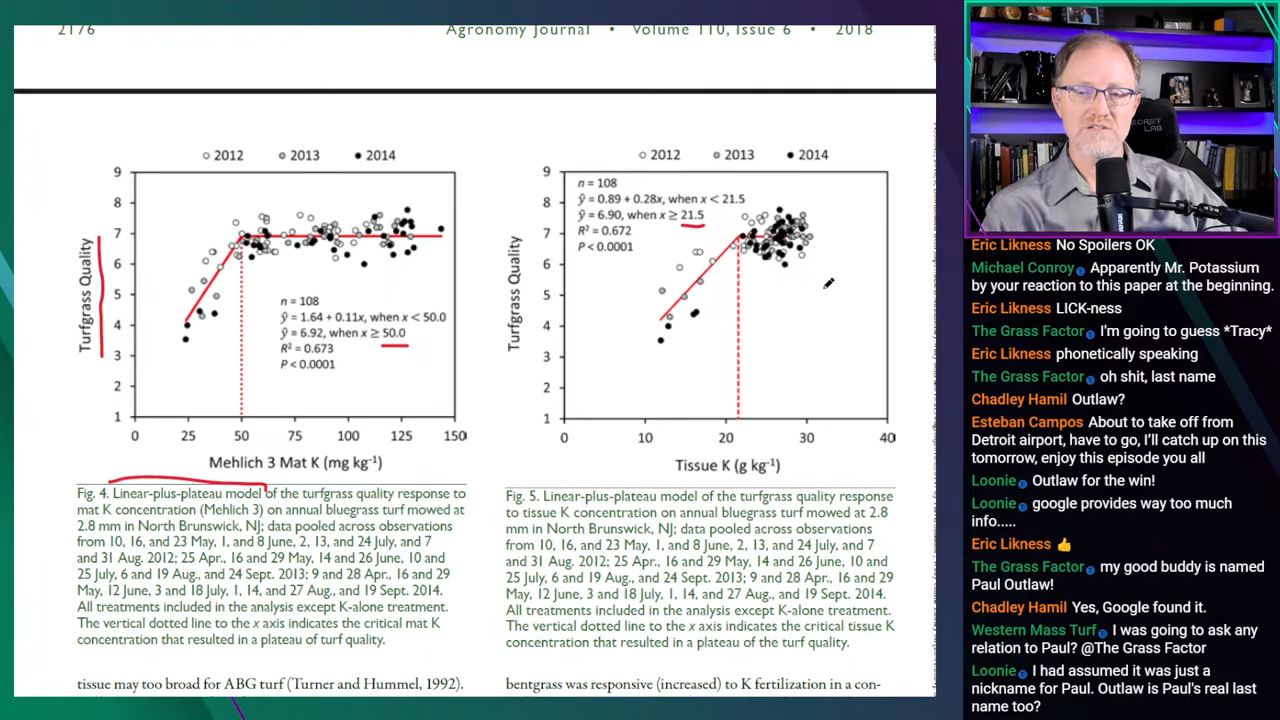 2176
Agronomy Journal • Volume 110, Issue 6 • 2018
2012 2013 2014
9
8
7
6
5
4
3
2
1
Turfgrass Quality
n = 108
ŷ = 1.64 + 0.11x, when x < 50.0
ŷ = 6.92, when x ≥ 50.0
R² = 0.673
P < 0.0001
0 25 50 75 100 125 150
Mehlich 3 Mat K (mg kg⁻¹)
Fig. 4. Linear-plus-plateau model of the turfgrass quality response to
mat K concentration (Mehlich 3) on annual bluegrass turf mowed at
2.8 mm in North Brunswick, NJ; data pooled across observations
from 10, 16, and 23 May, 1, and 8 June, 2, 13, and 24 July, and 7
and 31 Aug. 2012; 25 Apr., 16 and 29 May, 14 and 26 June, 10 and
25 July, 6 and 19 Aug., and 24 Sept. 2013; 9 and 28 Apr., 16 and 29
May, 12 June, 3 and 18 July, 1, 14, and 27 Aug., and 19 Sept. 2014.
All treatments included in the analysis except K-alone treatment.
The vertical dotted line to the x axis indicates the critical mat K
concentration that resulted in a plateau of turf quality.
tissue may too broad for ABG turf (Turner and Hummel, 1992).
2012 2013 2014
9
8
7
6
5
4
3
2
1
Turfgrass Quality
n = 108
ŷ = 0.89 + 0.28x, when x < 21.5
ŷ = 6.90, when x ≥ 21.5
R² = 0.672
P < 0.0001
0 10 20 30 40
Tissue K (g kg⁻¹)
Fig. 5. Linear-plus-plateau model of the turfgrass quality response
to tissue K concentration on annual bluegrass turf mowed at 2.8
mm in North Brunswick, NJ; data pooled across observations
from 10, 16, and 23 May, 1, and 8 June, 2, 13, and 24 July, and 7
and 31 Aug. 2012; 25 Apr., 16 and 29 May, 14 and 26 June, 10 and
25 July, 6 and 19 Aug., and 24 Sept. 2013; 9 and 28 Apr., 16 and 29
May, 12 June, 3 and 18 July, 1, 14, and 27 Aug., and 19 Sept. 2014.
All treatments included in the analysis except K-alone treatment.
The vertical dotted line to the x axis indicates the critical tissue K
concentration that resulted in a plateau of the turf quality.
bentgrass was responsive (increased) to K fertilization in a con-
SECRET
LAB
Eric Likness No Spoilers OK
Michael Conroy Apparently Mr. Potassium
by your reaction to this paper at the beginning.
Eric Likness LICK-ness
The Grass Factor I'm going to guess *Tracy*
Eric Likness phonetically speaking
The Grass Factor oh shit, last name
Chadley Hamil Outlaw?
Esteban Campos About to take off from
Detroit airport, have to go, I'll catch up on this
tomorrow, enjoy this episode you all
Loonie Outlaw for the win!
Loonie google provides way too much
info.....
Eric Likness 👍
The Grass Factor my good buddy is named
Paul Outlaw!
Chadley Hamil Yes, Google found it.
Western Mass Turf I was going to ask any
relation to Paul? @The Grass Factor
Loonie I had assumed it was just a
nickname for Paul. Outlaw is Paul's real last
name too?